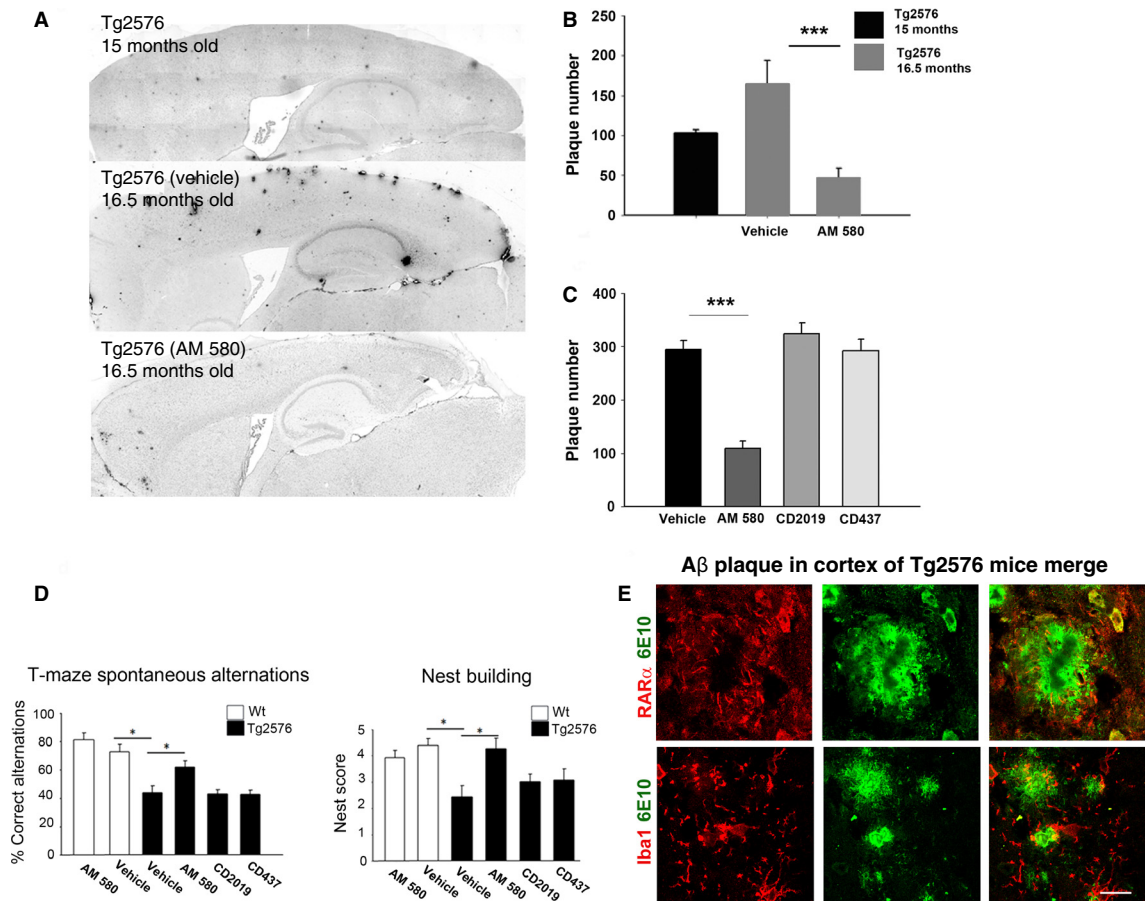 A
Tg2576
15 months old
Tg2576 (vehicle)
16.5 months old
Tg2576 (AM 580)
16.5 months old
B
Plaque number
250
200
150
100
50
0
***
Tg2576
15 months
Tg2576
16.5 months
Vehicle AM 580
C
Plaque number
400
300
200
100
0
***
Vehicle AM 580 CD2019 CD437
D
T-maze spontaneous alternations
% Correct alternations
100
80
60
40
20
0
* *
Wt
Tg2576
AM 580 Vehicle Vehicle AM 580 CD2019 CD437
Nest building
Nest score
5
4
3
2
1
0
* *
Wt
Tg2576
AM 580 Vehicle Vehicle AM 580 CD2019 CD437
Aβ plaque in cortex of Tg2576 mice merge
E
RARα 6E10
Iba1 6E10